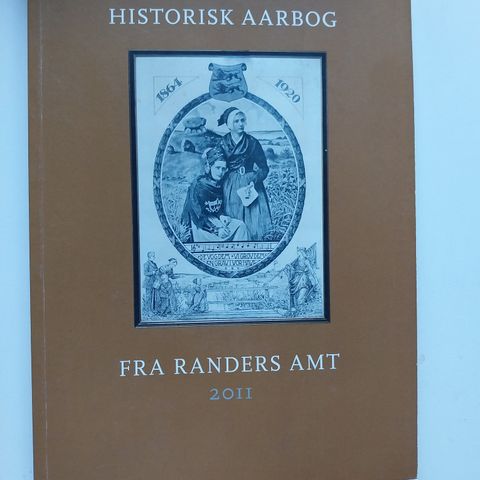 HISTORISK AARBOG
1864
1920
FRA RANDERS AMT
2011